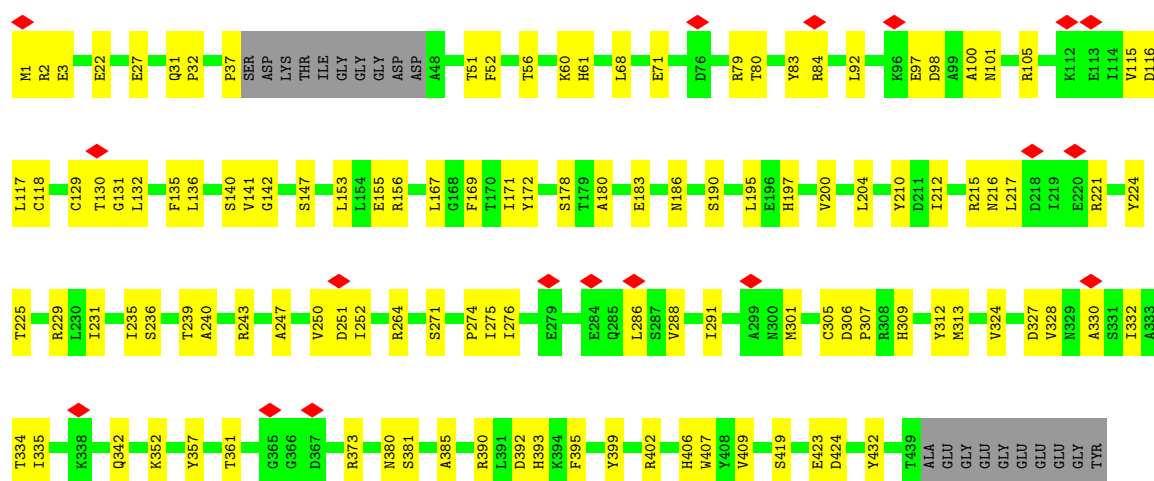 M1 R2 E3 E22 E27 Q31 P32 P37 SER ASP LYS THR ILE GLY GLY GLY ASP ASP A48 T51 F52 T56 K60 H61 L68 E71 D76 R79 T80 Y83 R84 L92 K96 E97 D98 A99 A100 N101 R105 K112 E113 I114 V115 D116
L117 C118 C129 T130 G131 L132 F135 L136 S140 V141 G142 S147 L153 L154 E155 R156 L167 G168 F169 T170 I171 Y172 S178 T179 A180 E183 N186 S190 L195 E196 H197 V200 L204 Y210 D211 I212 R215 N216 L217 D218 I219 E220 R221 Y224
T225 R229 L230 I231 I235 S236 T239 A240 R243 A247 V250 D251 I252 R264 S271 P274 I275 I276 E279 E284 Q285 L286 S287 V288 I291 A299 N300 M301 C305 D306 P307 R308 H309 Y312 M313 V324 D327 V328 N329 A330 S331 I332 A333
T334 I335 K338 Q342 K352 Y357 T361 G365 G366 D367 R373 N380 S381 A385 R390 L391 D392 H393 K394 F395 Y399 R402 H406 W407 Y408 V409 S419 E423 D424 Y432 T439 ALA GLU GLY GLU GLY GLU GLU GLU GLY TYR